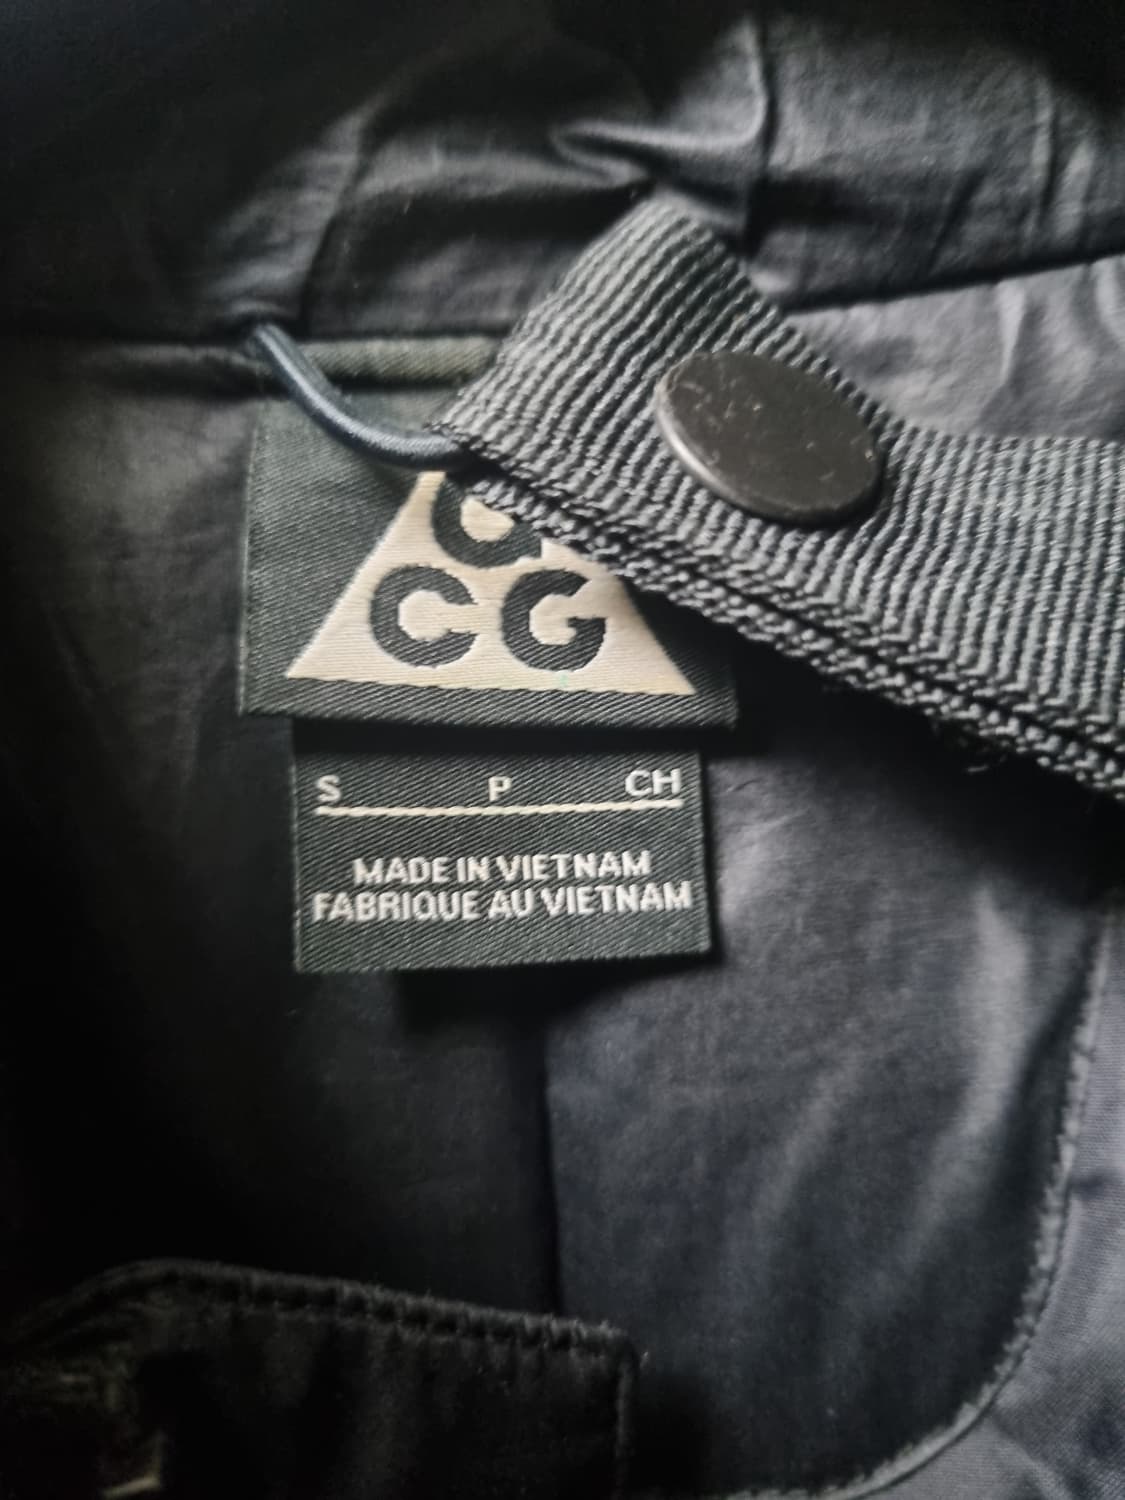 CG
S P CH
MADE IN VIETNAM
FABRIQUE AU VIETNAM